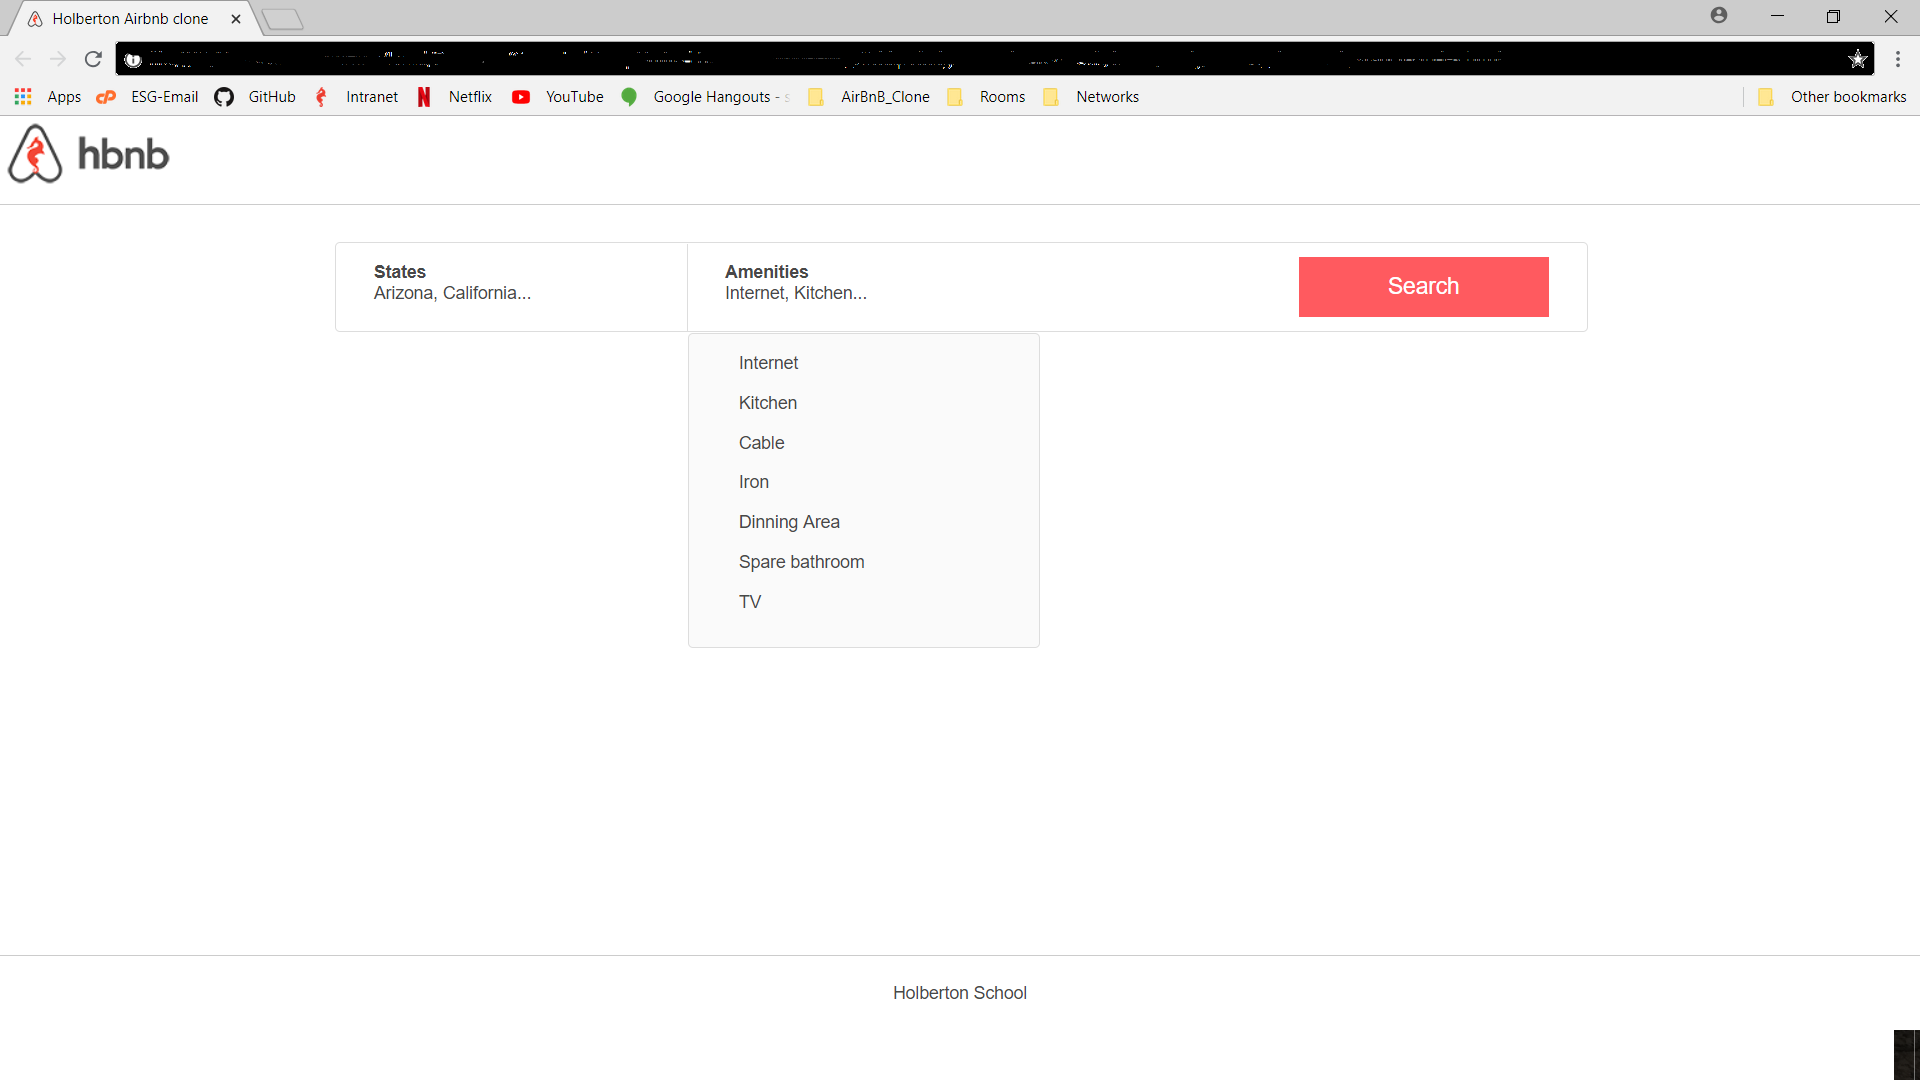 Holberton Airbnb clone
Apps ESG-Email GitHub Intranet Netflix YouTube Google Hangouts - AirBnB_Clone Rooms Networks Other bookmarks
hbnb
States
Arizona, California...
Amenities
Internet, Kitchen...
Search
Internet
Kitchen
Cable
Iron
Dinning Area
Spare bathroom
TV
Holberton School